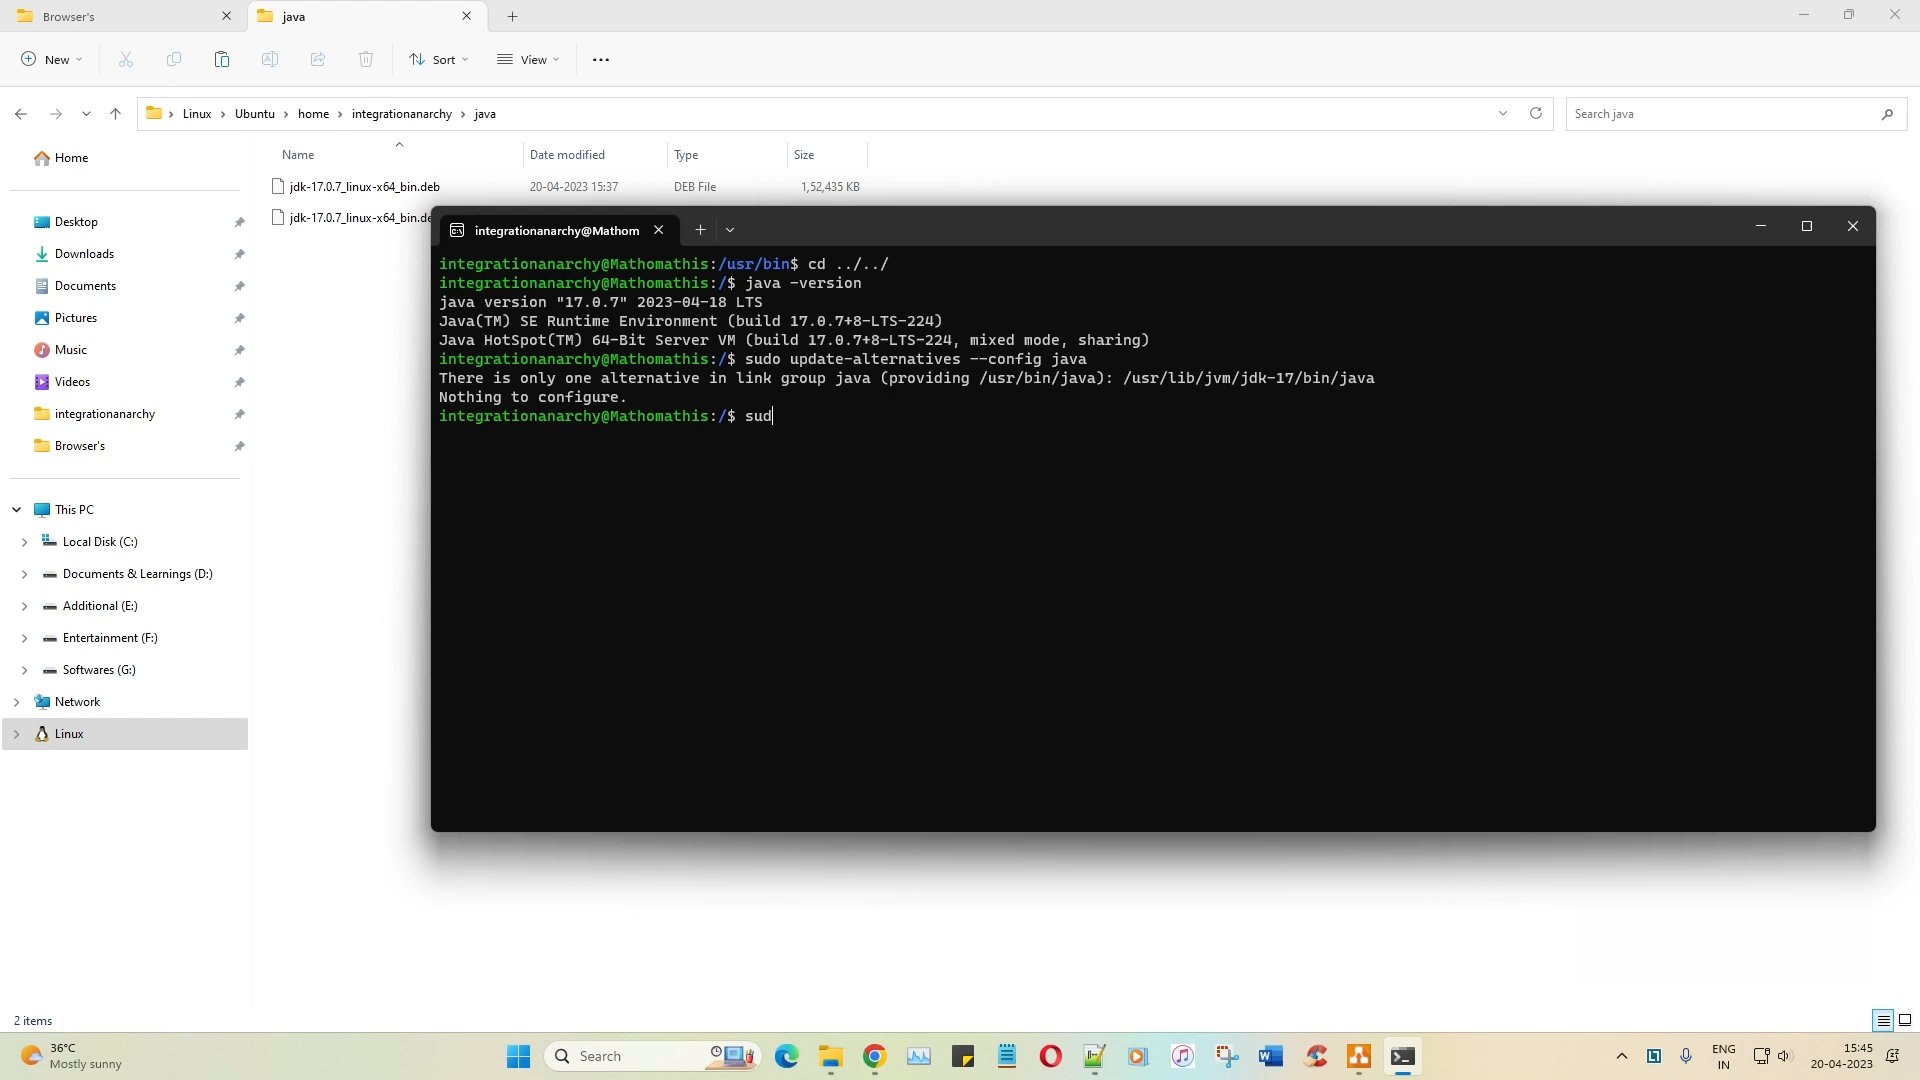 Browser's
java
New
Sort
View
Linux
Ubuntu
home
integrationanarchy
java
Search java
Home
Desktop
Downloads
Documents
Pictures
Music
Videos
integrationanarchy
Browser's
This PC
Local Disk (C:)
Documents & Learnings (D:)
Additional (E:)
Entertainment (F:)
Softwares (G:)
Network
Linux
Name Date modified Type Size
jdk-17.0.7_linux-x64_bin.deb 20-04-2023 15:37 DEB File 1,52,435 KB
jdk-17.0.7_linux-x64_bin.de
integrationanarchy@Mathom
integrationanarchy@Mathomathis:/usr/bin$ cd ../../
integrationanarchy@Mathomathis:/$ java -version
java version "17.0.7" 2023-04-18 LTS
Java(TM) SE Runtime Environment (build 17.0.7+8-LTS-224)
Java HotSpot(TM) 64-Bit Server VM (build 17.0.7+8-LTS-224, mixed mode, sharing)
integrationanarchy@Mathomathis:/$ sudo update-alternatives --config java
There is only one alternative in link group java (providing /usr/bin/java): /usr/lib/jvm/jdk-17/bin/java
Nothing to configure.
integrationanarchy@Mathomathis:/$ sud
2 items
36°C
Mostly sunny
Search
ENG
IN
15:45
20-04-2023